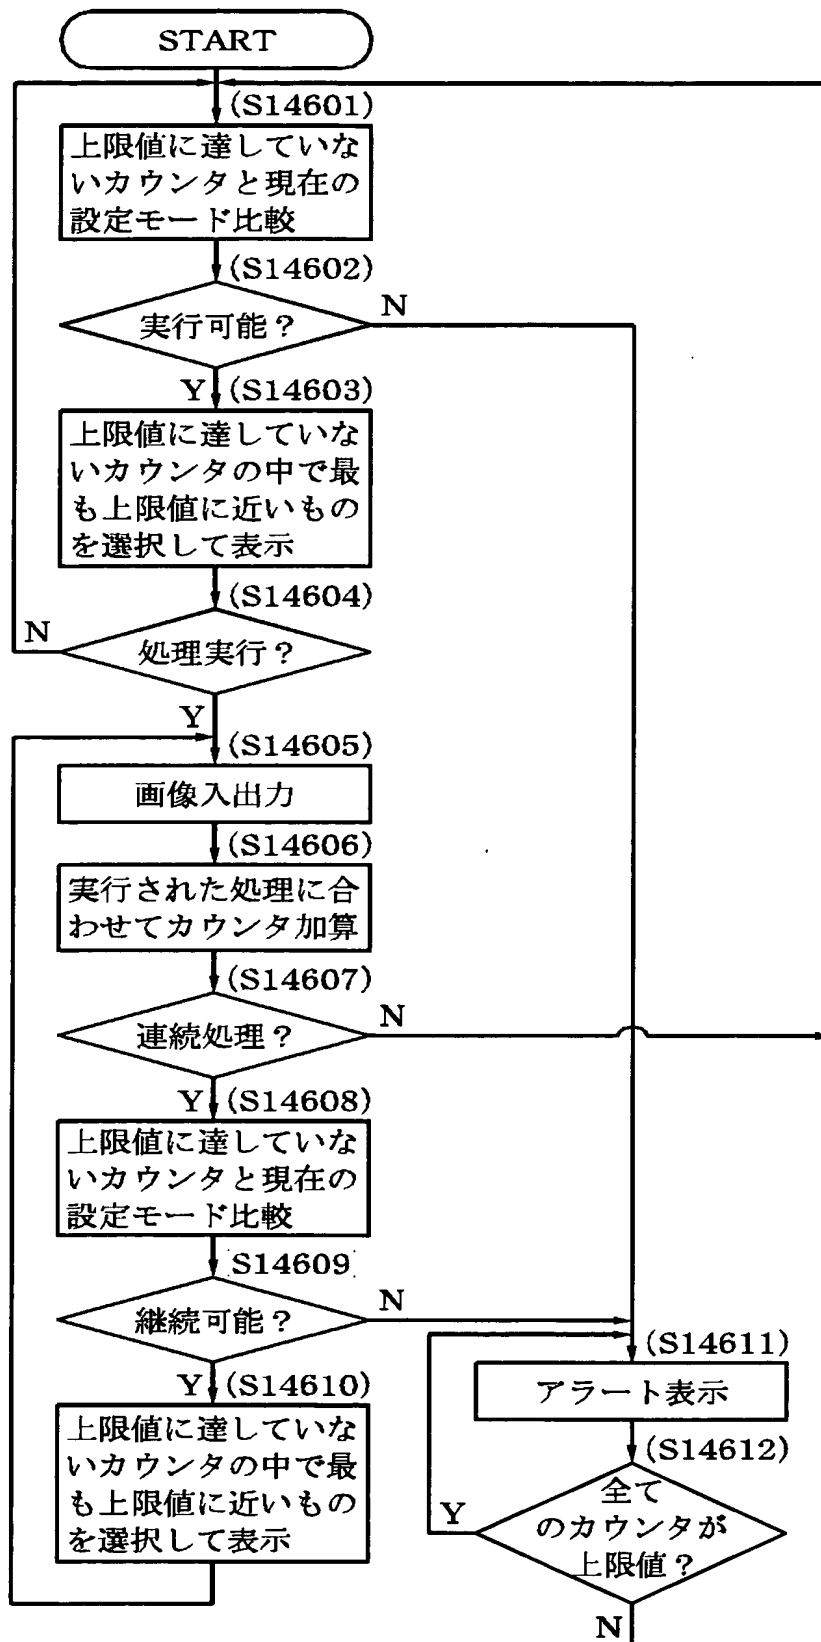 START
(S14601)
上限値に達していな
いカウンタと現在の
設定モード比較
(S14602)
実行可能？
N
Y
(S14603)
上限値に達していな
いカウンタの中で最
も上限値に近いもの
を選択して表示
(S14604)
N
処理実行？
Y
(S14605)
画像入出力
(S14606)
実行された処理に合
わせてカウンタ加算
(S14607)
連続処理？
N
Y
(S14608)
上限値に達していな
いカウンタと現在の
設定モード比較
S14609
継続可能？
N
Y
(S14610)
上限値に達していな
いカウンタの中で最
も上限値に近いもの
を選択して表示
(S14611)
アラート表示
(S14612)
全て
のカウンタが
上限値？
Y
N